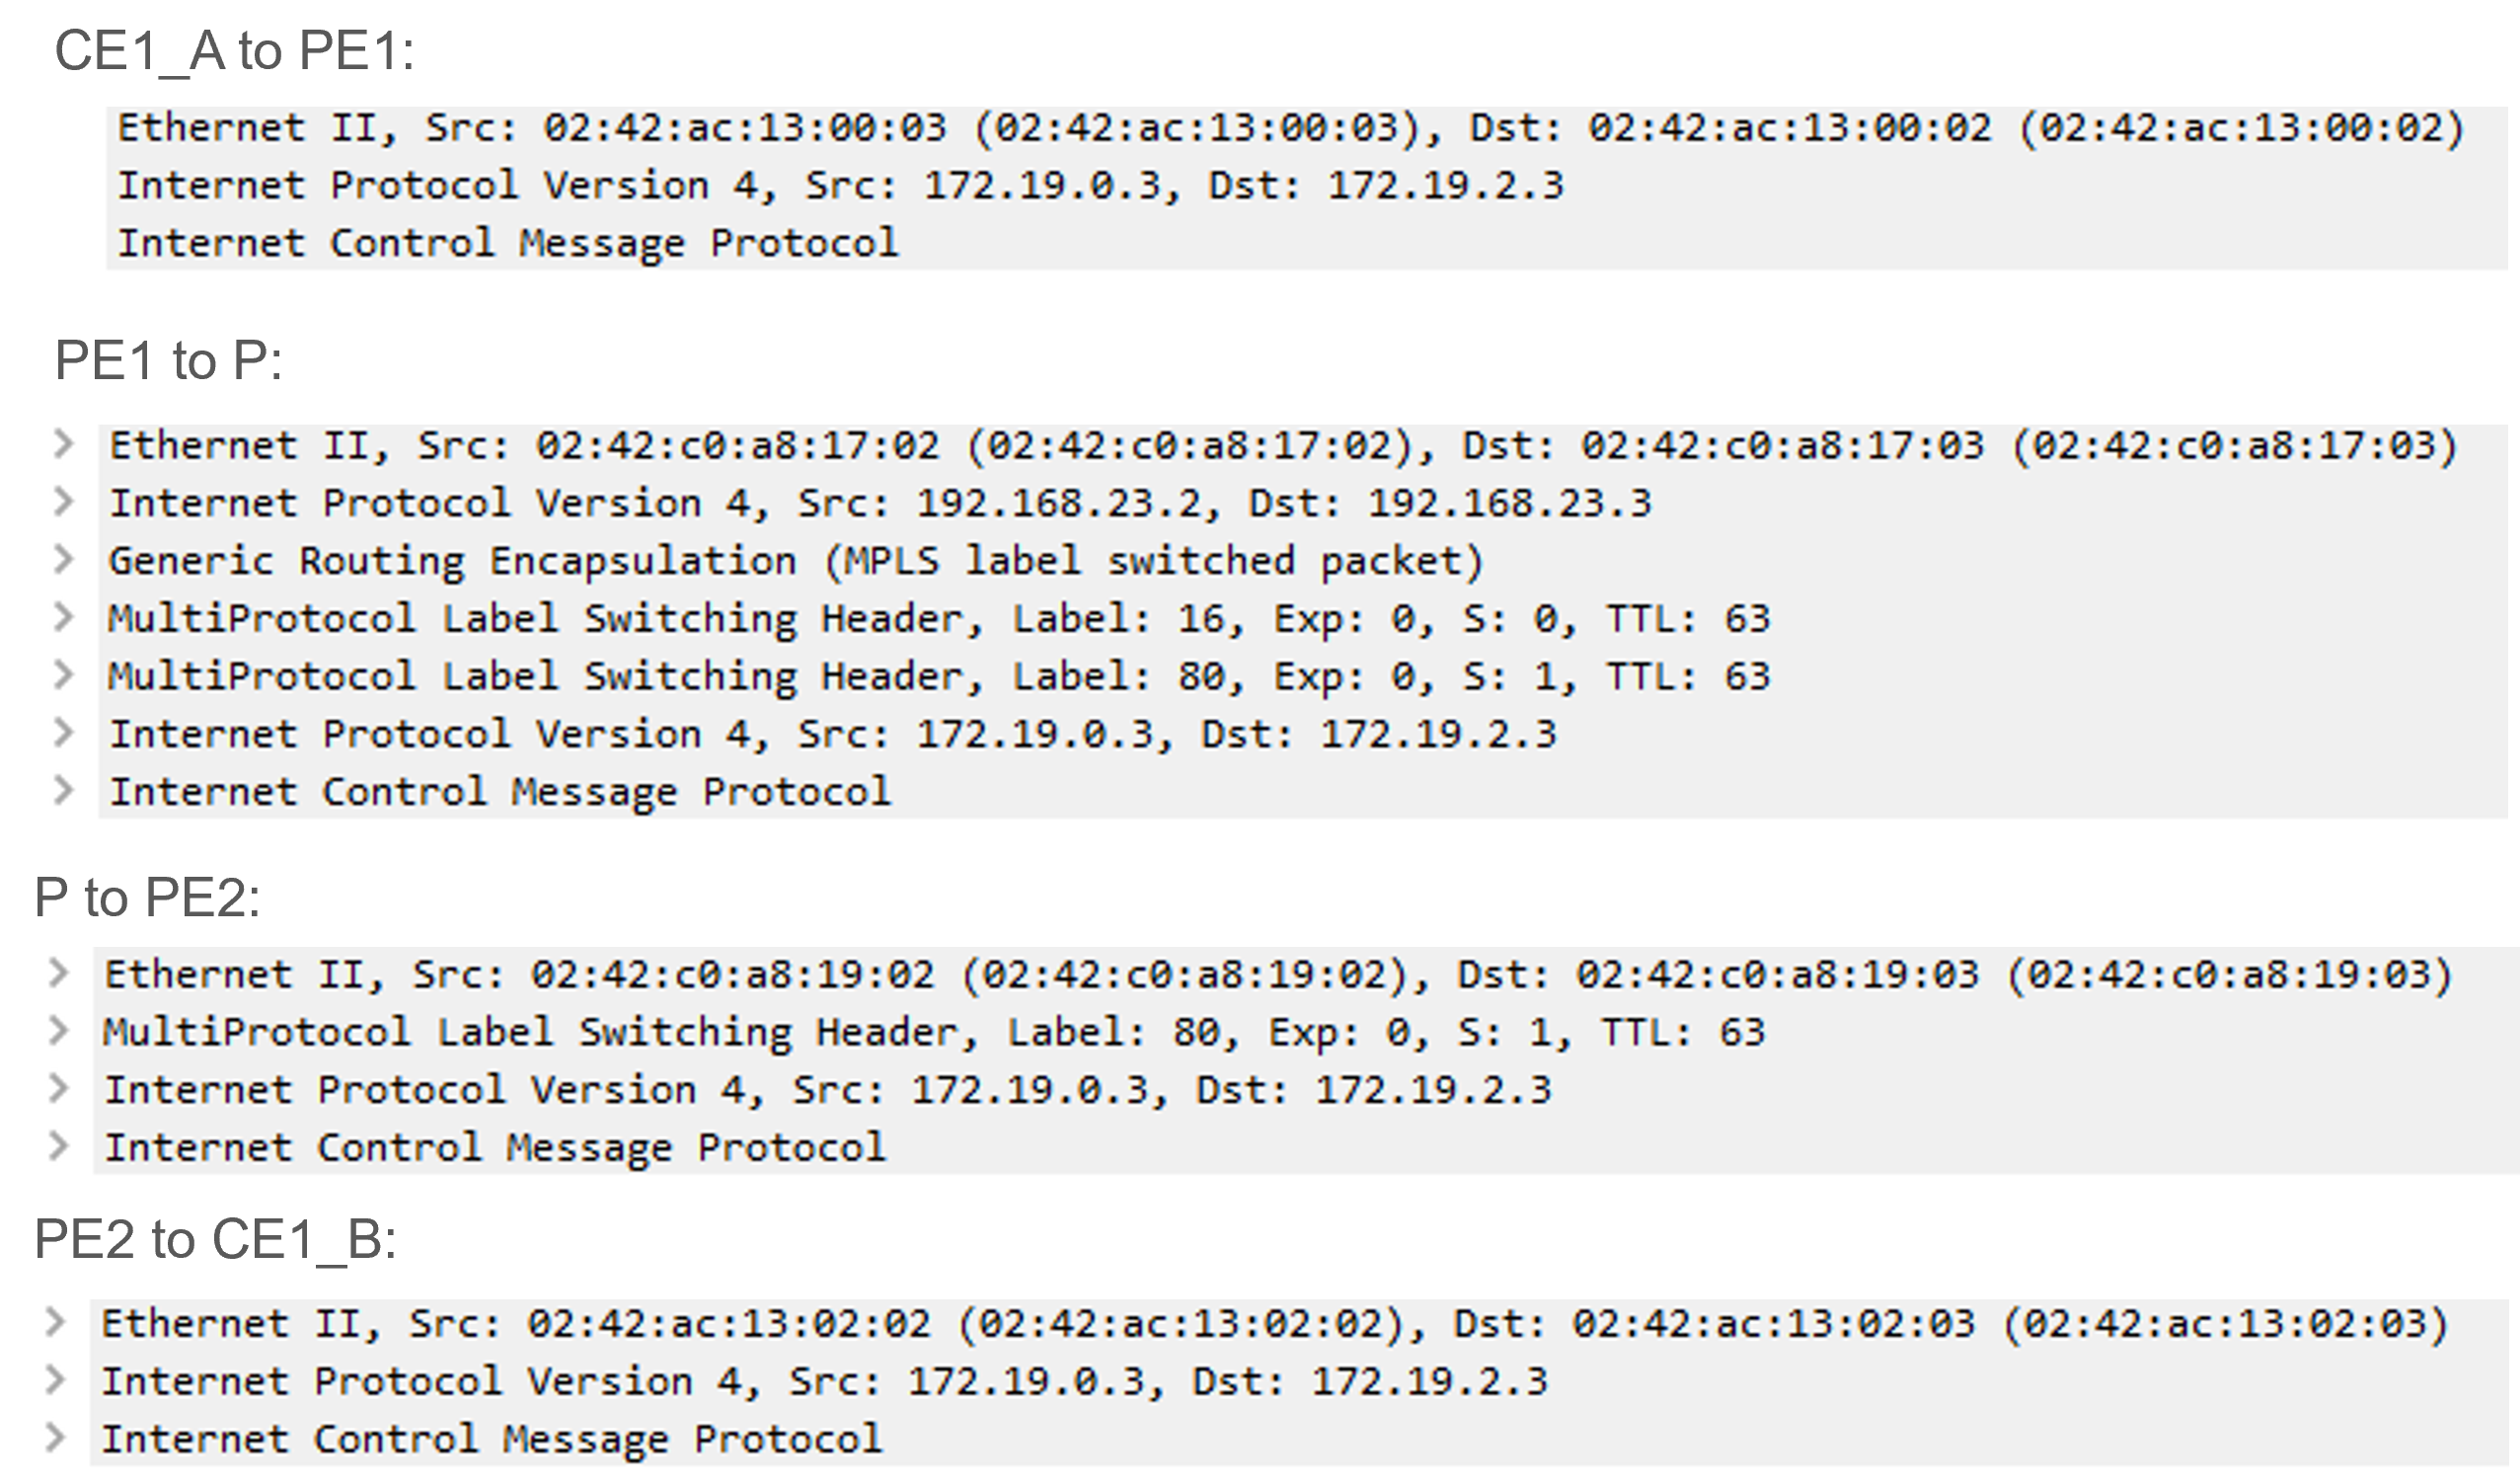 CE1_A to PE1:
Ethernet II, Src: 02:42:ac:13:00:03 (02:42:ac:13:00:03), Dst: 02:42:ac:13:00:02 (02:42:ac:13:00:02)
Internet Protocol Version 4, Src: 172.19.0.3, Dst: 172.19.2.3
Internet Control Message Protocol
PE1 to P:
Ethernet II, Src: 02:42:c0:a8:17:02 (02:42:c0:a8:17:02), Dst: 02:42:c0:a8:17:03 (02:42:c0:a8:17:03)
Internet Protocol Version 4, Src: 192.168.23.2, Dst: 192.168.23.3
Generic Routing Encapsulation (MPLS label switched packet)
MultiProtocol Label Switching Header, Label: 16, Exp: 0, S: 0, TTL: 63
MultiProtocol Label Switching Header, Label: 80, Exp: 0, S: 1, TTL: 63
Internet Protocol Version 4, Src: 172.19.0.3, Dst: 172.19.2.3
Internet Control Message Protocol
P to PE2:
Ethernet II, Src: 02:42:c0:a8:19:02 (02:42:c0:a8:19:02), Dst: 02:42:c0:a8:19:03 (02:42:c0:a8:19:03)
MultiProtocol Label Switching Header, Label: 80, Exp: 0, S: 1, TTL: 63
Internet Protocol Version 4, Src: 172.19.0.3, Dst: 172.19.2.3
Internet Control Message Protocol
PE2 to CE1_B:
Ethernet II, Src: 02:42:ac:13:02:02 (02:42:ac:13:02:02), Dst: 02:42:ac:13:02:03 (02:42:ac:13:02:03)
Internet Protocol Version 4, Src: 172.19.0.3, Dst: 172.19.2.3
Internet Control Message Protocol